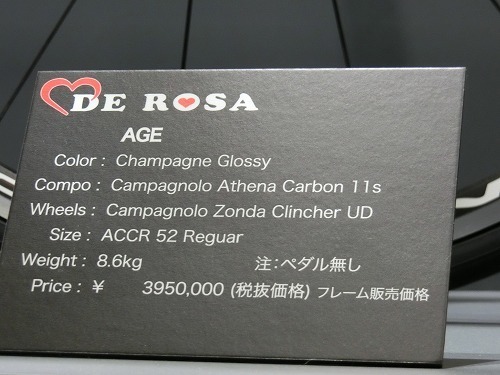 DE ROSA
AGE
Color : Champagne Glossy
Compo : Campagnolo Athena Carbon 11s
Wheels : Campagnolo Zonda Clincher UD
Size : ACCR 52 Reguar
Weight : 8.6kg 注:ペダル無し
Price : ¥ 3950,000 (税抜価格) フレーム販売価格